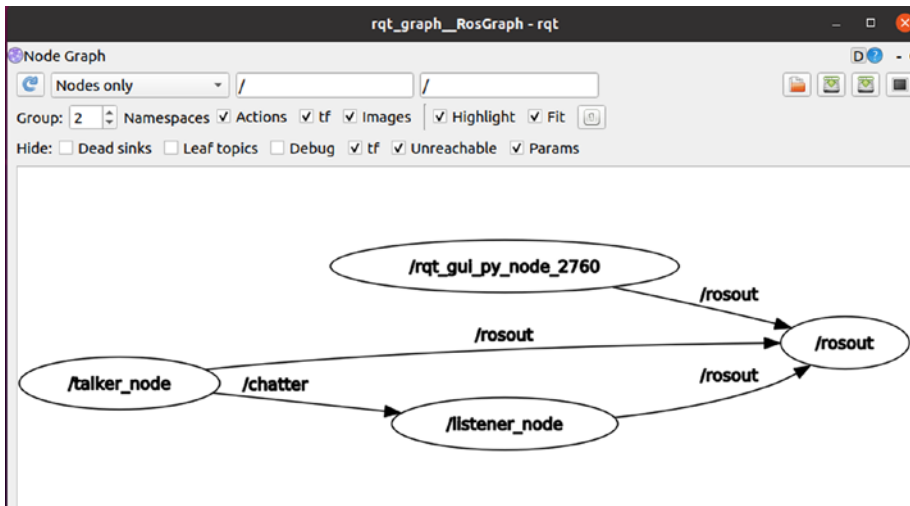 rqt_graph__RosGraph - rqt
Node Graph
D ? -
Nodes only / /
Group: 2 Namespaces Actions tf Images Highlight Fit
Hide: Dead sinks Leaf topics Debug tf Unreachable Params
/rqt_gui_py_node_2760
/rosout
/rosout
/rosout
/talker_node
/chatter
/rosout
/listener_node